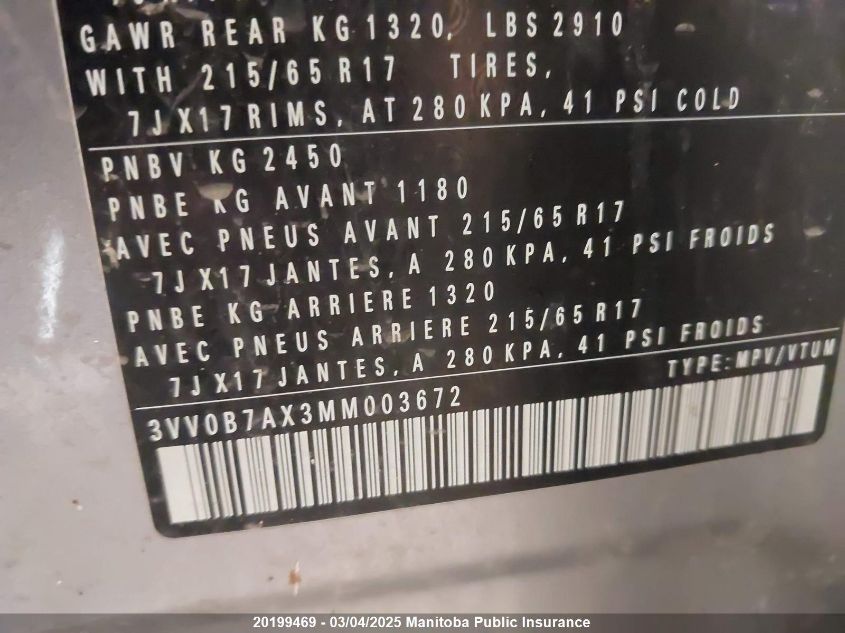 GAWR REAR KG 1320, LBS 2910
WITH 215/65 R17 TIRES,
7J X17 RIMS, AT 280 KPA, 41 PSI COLD
PNBV KG 2450
PNBE KG AVANT 1180
AVEC PNEUS AVANT 215/65 R17
7J X17 JANTES, A 280 KPA, 41 PSI FROIDS
PNBE KG ARRIERE 1320
AVEC PNEUS ARRIERE 215/65 R17
7J X17 JANTES, A 280 KPA, 41 PSI FROIDS
TYPE: MPV/VTUM
3VV0B7AX3MM003672
20199469 - 03/04/2025 Manitoba Public Insurance